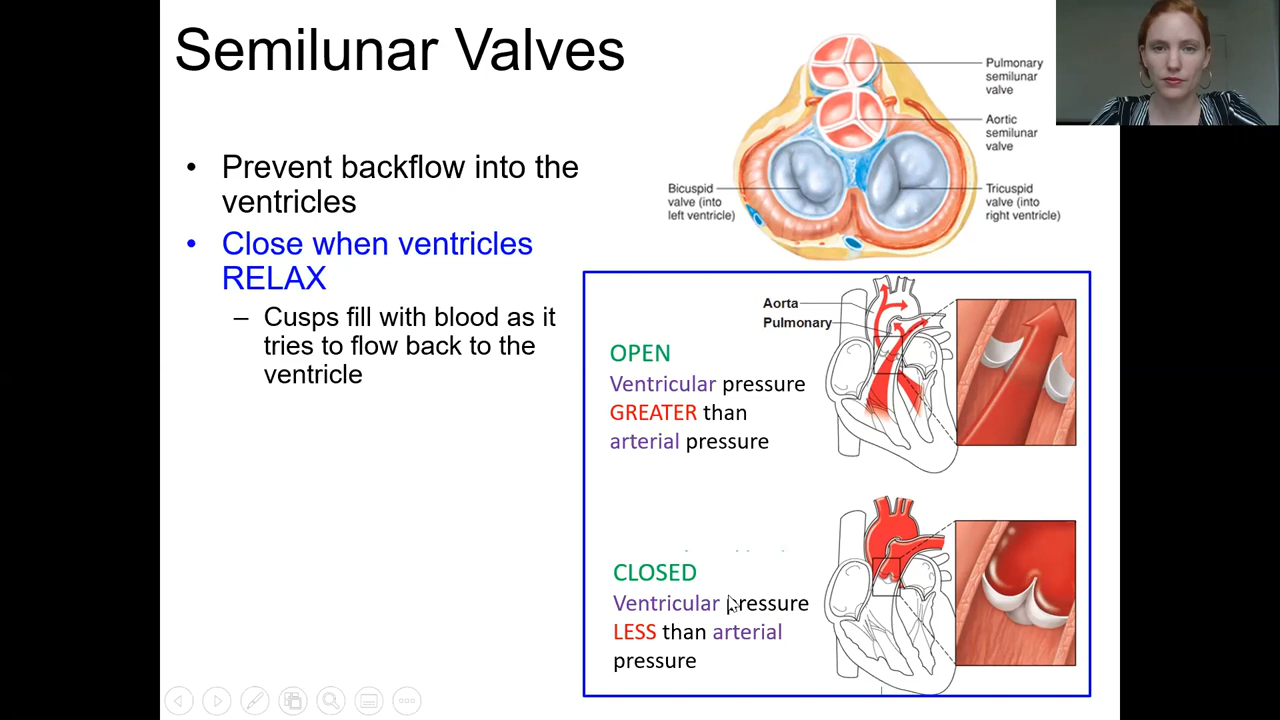 Semilunar Valves
• Prevent backflow into the
ventricles
• Close when ventricles
RELAX
– Cusps fill with blood as it
tries to flow back to the
ventricle
Pulmonary
semilunar
valve
Aortic
semilunar
valve
Bicuspid
valve (into
left ventricle)
Tricuspid
valve (into
right ventricle)
Aorta
Pulmonary
OPEN
Ventricular pressure
GREATER than
arterial pressure
CLOSED
Ventricular pressure
LESS than arterial
pressure